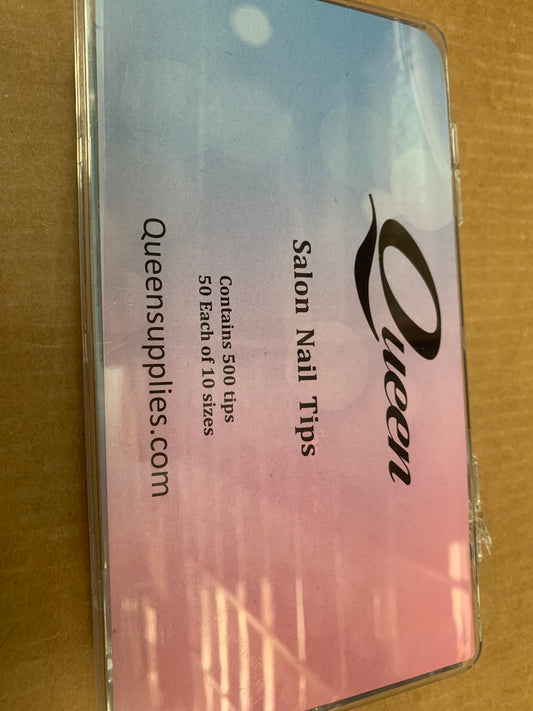 Queen
Salon Nail Tips
Contains 500 tips
50 Each of 10 sizes
Queensupplies.com